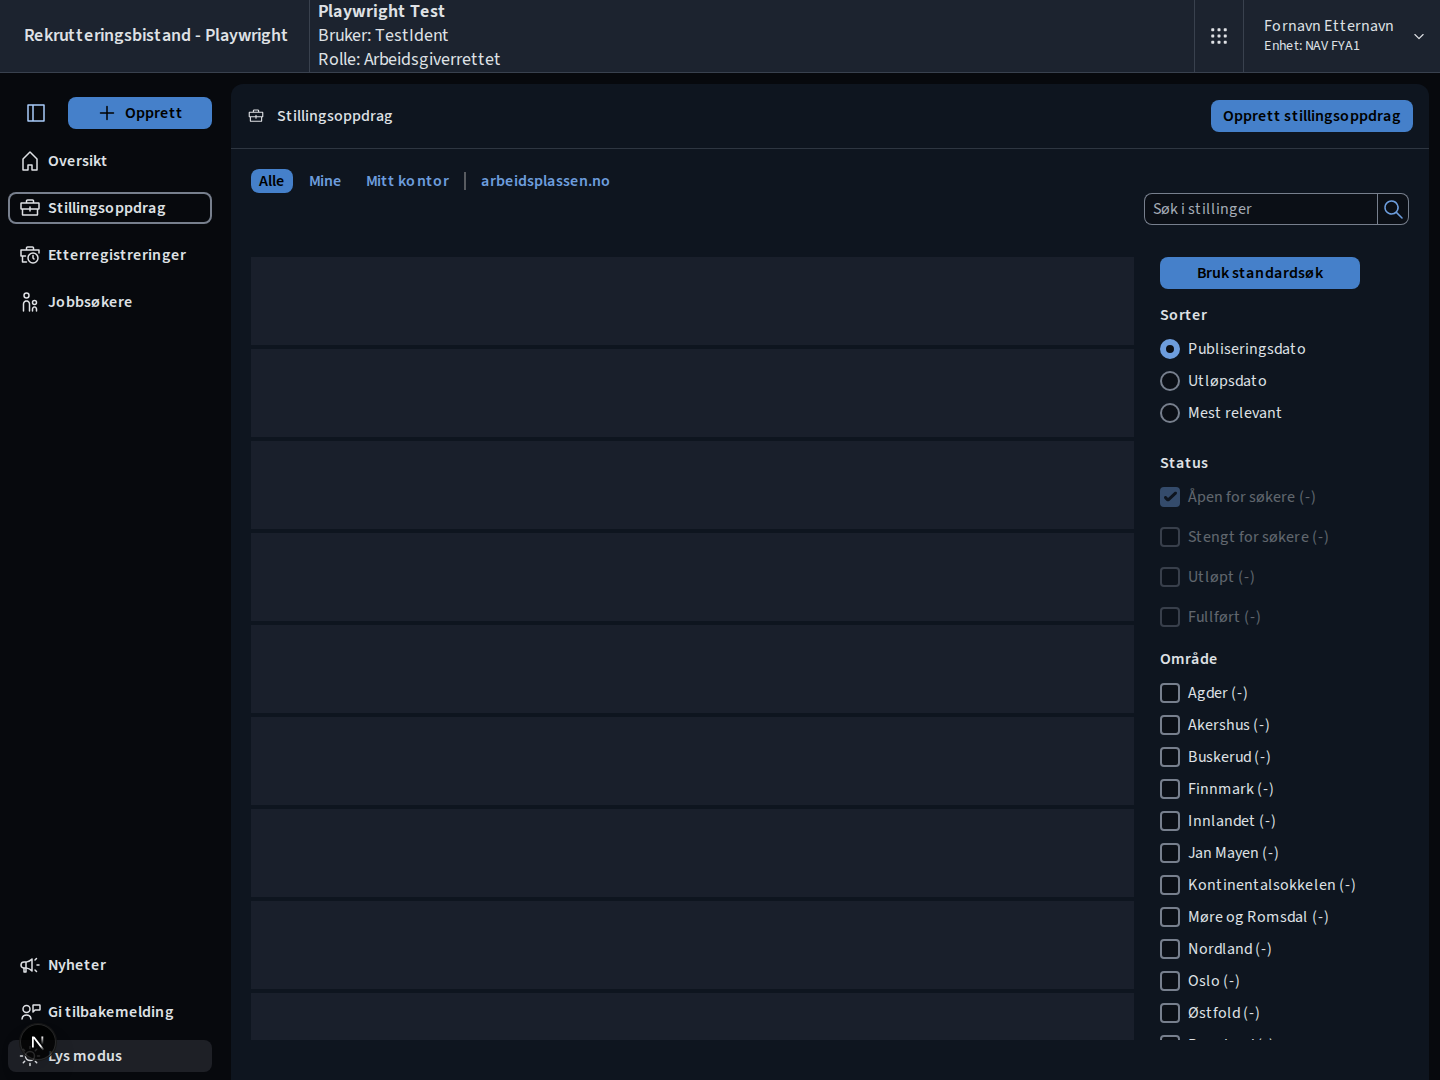 Rekrutteringsbistand - Playwright
Playwright Test
Bruker: TestIdent
Rolle: Arbeidsgiverrettet
Fornavn Etternavn
Enhet: NAV FYA1
Opprett
Oversikt
Stillingsoppdrag
Etterregistreringer
Jobbsøkere
Nyheter
Gi tilbakemelding
N
Lys modus
Stillingsoppdrag
Opprett stillingsoppdrag
Alle
Mine
Mitt kontor
arbeidsplassen.no
Søk i stillinger
Bruk standardsøk
Sorter
Publiseringsdato
Utløpsdato
Mest relevant
Status
Åpen for søkere (-)
Stengt for søkere (-)
Utløpt (-)
Fullført (-)
Område
Agder (-)
Akershus (-)
Buskerud (-)
Finnmark (-)
Innlandet (-)
Jan Mayen (-)
Kontinentalsokkelen (-)
Møre og Romsdal (-)
Nordland (-)
Oslo (-)
Østfold (-)